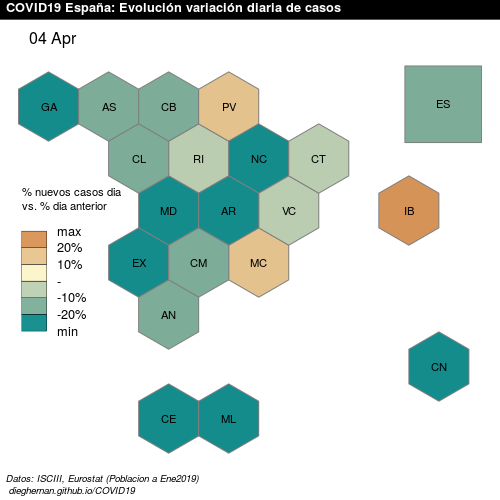 COVID19 España: Evolución variación diaria de casos
04 Apr
GA
AS
CB
PV
ES
CL
RI
NC
CT
% nuevos casos dia
vs. % dia anterior
MD
AR
VC
IB
max
20%
10%
-
-10%
-20%
min
EX
CM
MC
AN
CN
CE
ML
Datos: ISCIII, Eurostat (Poblacion a Ene2019)
dieghernan.github.io/COVID19